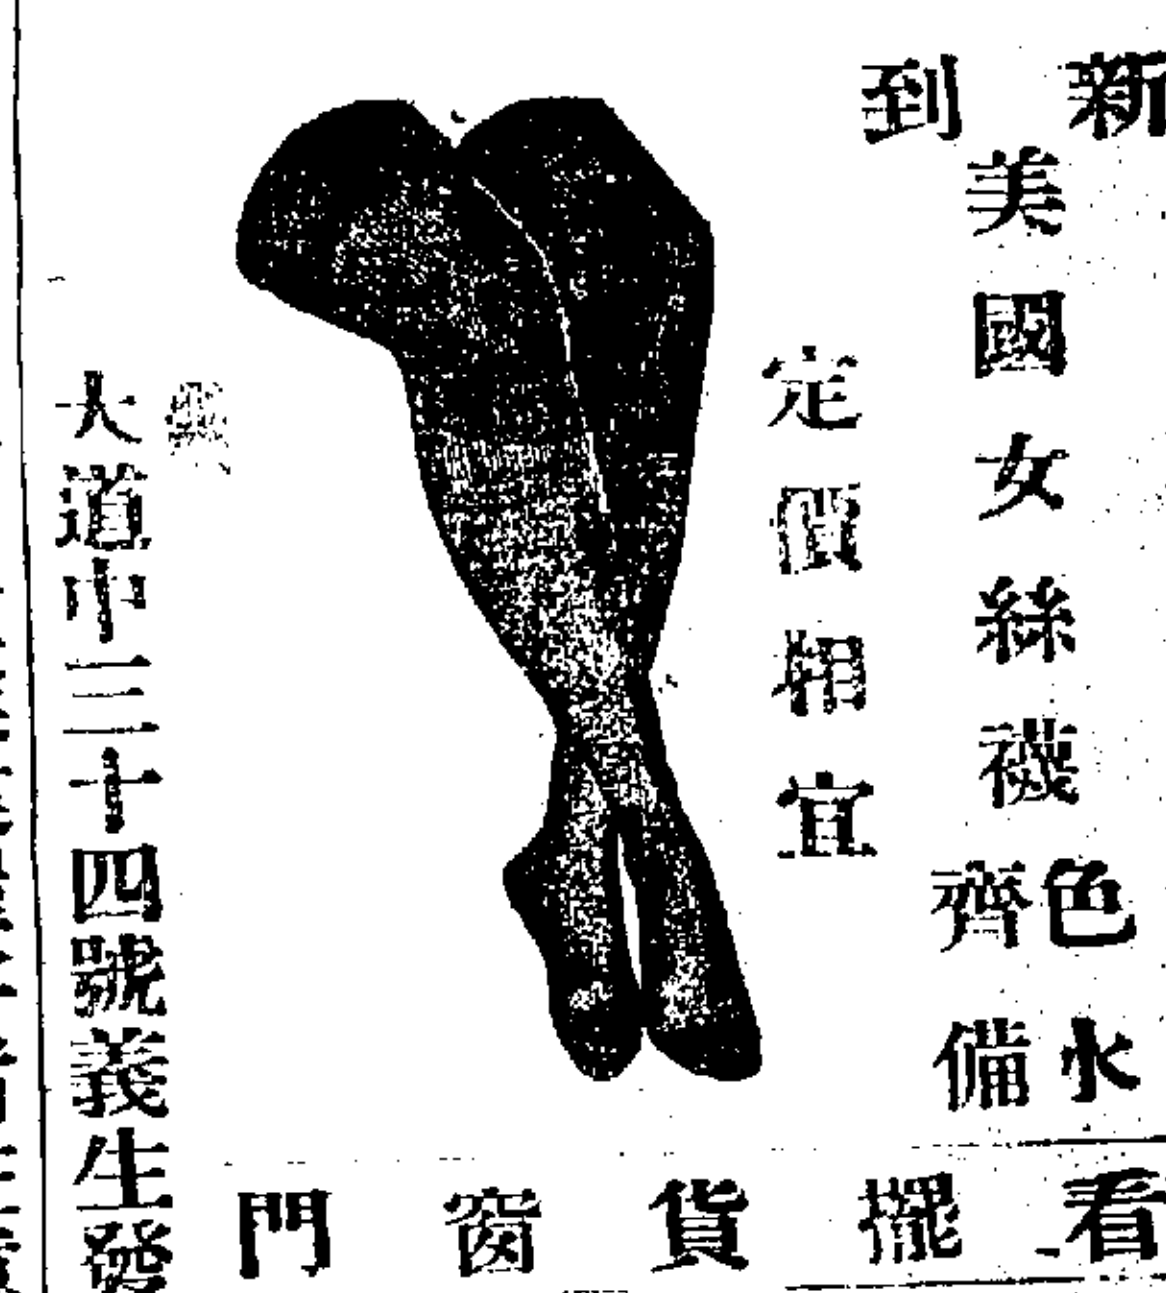 新到
美國女絲襪
色水
齊備
定價相宜
大道中三十四號義生發
看擺貨窗門